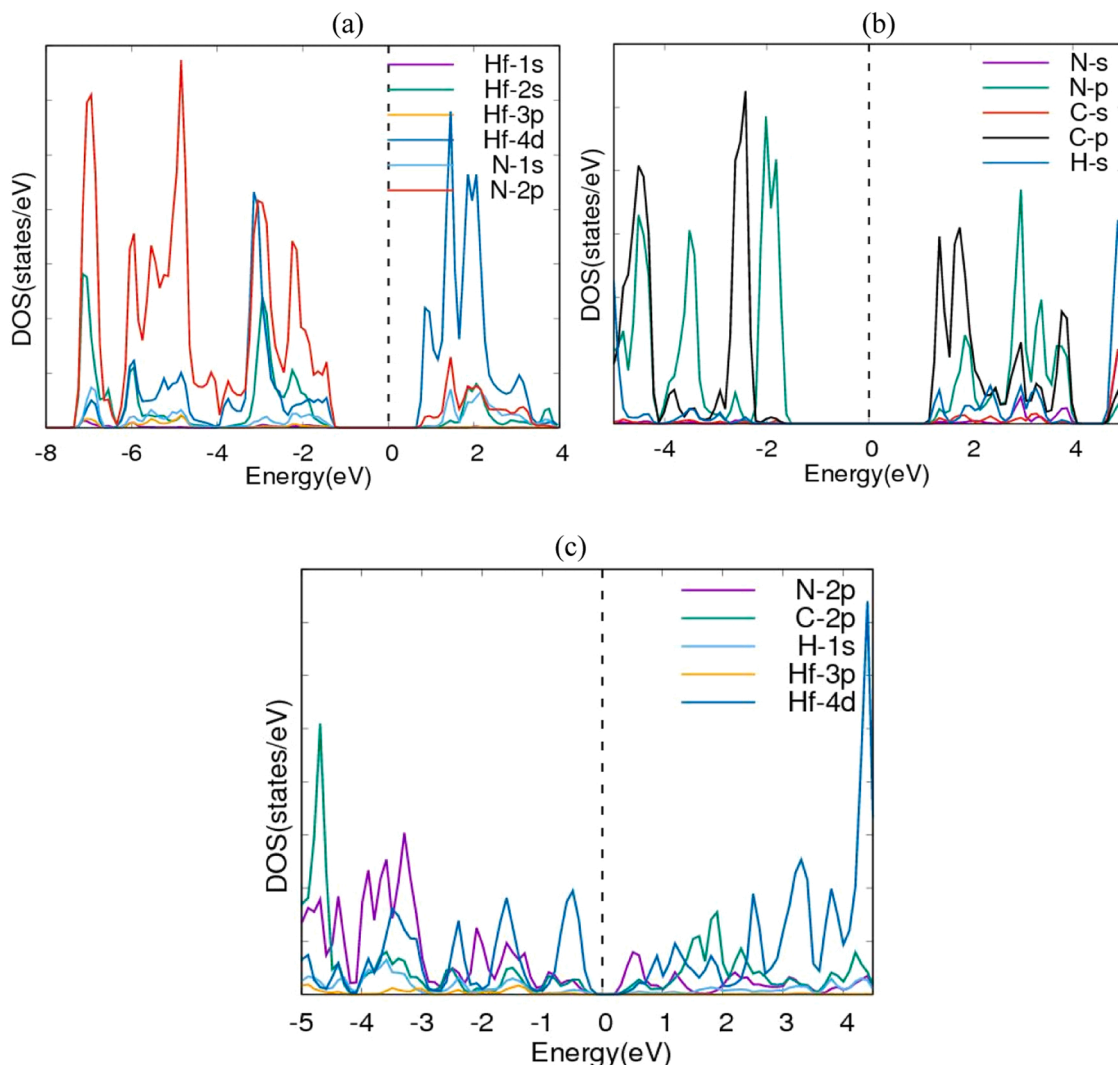 (a)
Hf-1s
Hf-2s
Hf-3p
Hf-4d
N-1s
N-2p
DOS(states/eV)
-8 -6 -4 -2 0 2 4
Energy(eV)
(b)
N-s
N-p
C-s
C-p
H-s
DOS(states/eV)
-4 -2 0 2 4
Energy(eV)
(c)
N-2p
C-2p
H-1s
Hf-3p
Hf-4d
DOS(states/eV)
-5 -4 -3 -2 -1 0 1 2 3 4
Energy(eV)